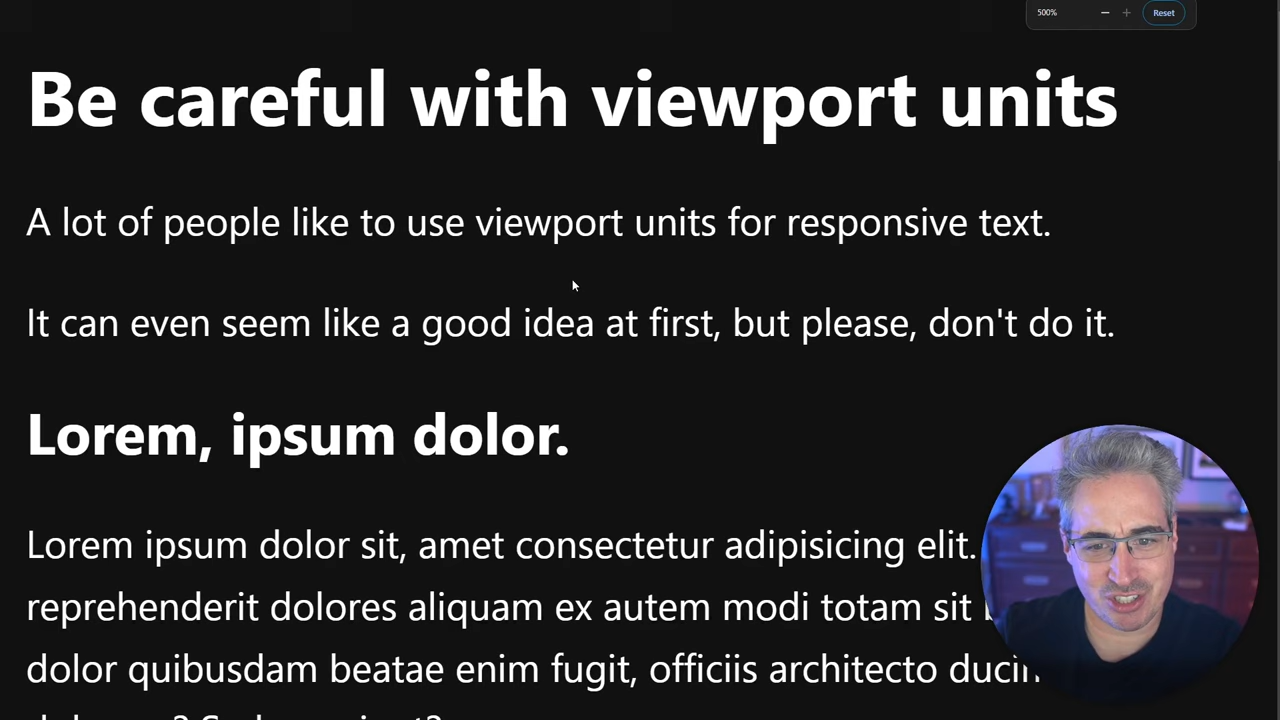 500%
Reset
Be careful with viewport units
A lot of people like to use viewport units for responsive text.
It can even seem like a good idea at first, but please, don't do it.
Lorem, ipsum dolor.
Lorem ipsum dolor sit, amet consectetur adipisicing elit.
reprehenderit dolores aliquam ex autem modi totam sit
dolor quibusdam beatae enim fugit, officiis architecto